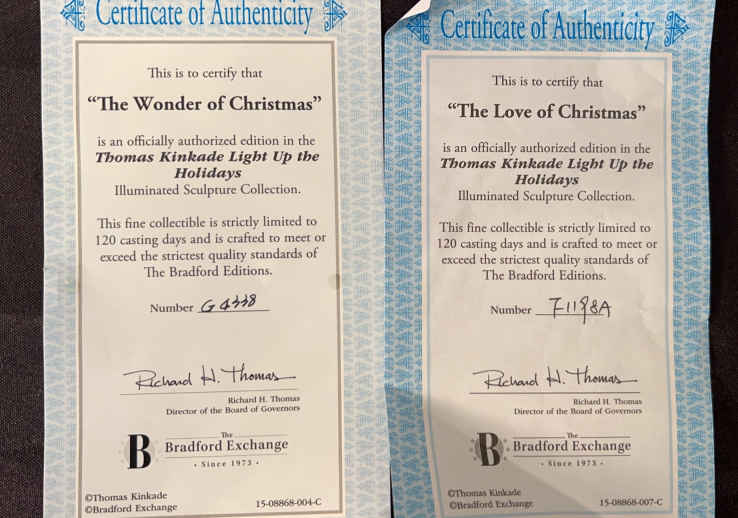 Certificate of Authenticity
This is to certify that
“The Wonder of Christmas”
is an officially authorized edition in the
Thomas Kinkade Light Up the
Holidays
Illuminated Sculpture Collection.
This fine collectible is strictly limited to
120 casting days and is crafted to meet or
exceed the strictest quality standards of
The Bradford Editions.
Number G4338
Richard H. Thomas
Richard H. Thomas
Director of the Board of Governors
B
The
Bradford Exchange
· Since 1973 ·
©Thomas Kinkade
©Bradford Exchange
15-08868-004-C
Certificate of Authenticity
This is to certify that
“The Love of Christmas”
is an officially authorized edition in the
Thomas Kinkade Light Up the
Holidays
Illuminated Sculpture Collection.
This fine collectible is strictly limited to
120 casting days and is crafted to meet or
exceed the strictest quality standards of
The Bradford Editions.
Number
Richard H. Thomas
Richard H. Thomas
Director of the Board of Governors
B
The
Bradford Exchange
· Since 1973 ·
©Thomas Kinkade
©Bradford Exchange
15-08868-007-C